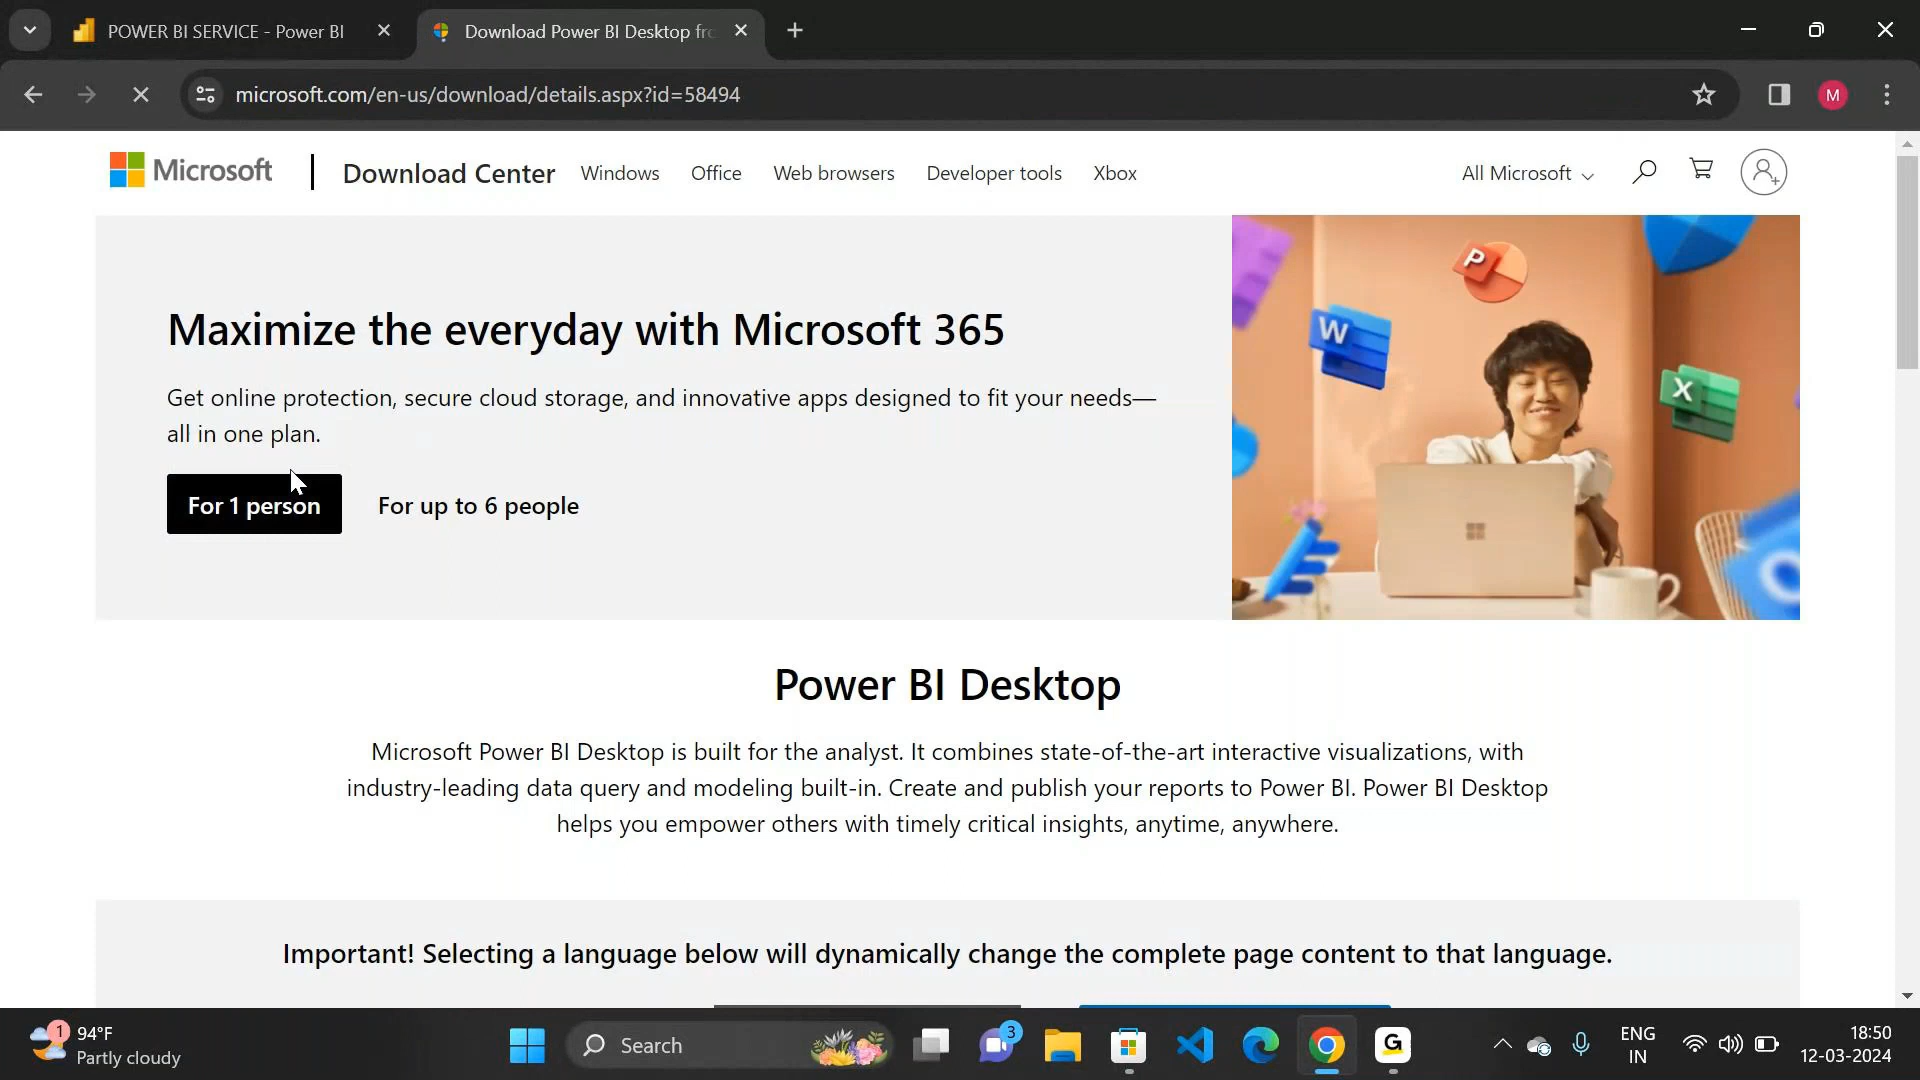 POWER BI SERVICE - Power BI
Download Power BI Desktop fr
microsoft.com/en-us/download/details.aspx?id=58494
M
Microsoft
Download Center
Windows
Office
Web browsers
Developer tools
Xbox
All Microsoft
Maximize the everyday with Microsoft 365
Get online protection, secure cloud storage, and innovative apps designed to fit your needs—
all in one plan.
For 1 person
For up to 6 people
P
W
X
Power BI Desktop
Microsoft Power BI Desktop is built for the analyst. It combines state-of-the-art interactive visualizations, with
industry-leading data query and modeling built-in. Create and publish your reports to Power BI. Power BI Desktop
helps you empower others with timely critical insights, anytime, anywhere.
Important! Selecting a language below will dynamically change the complete page content to that language.
1
94°F
Partly cloudy
Search
3
G
ENG
IN
18:50
12-03-2024